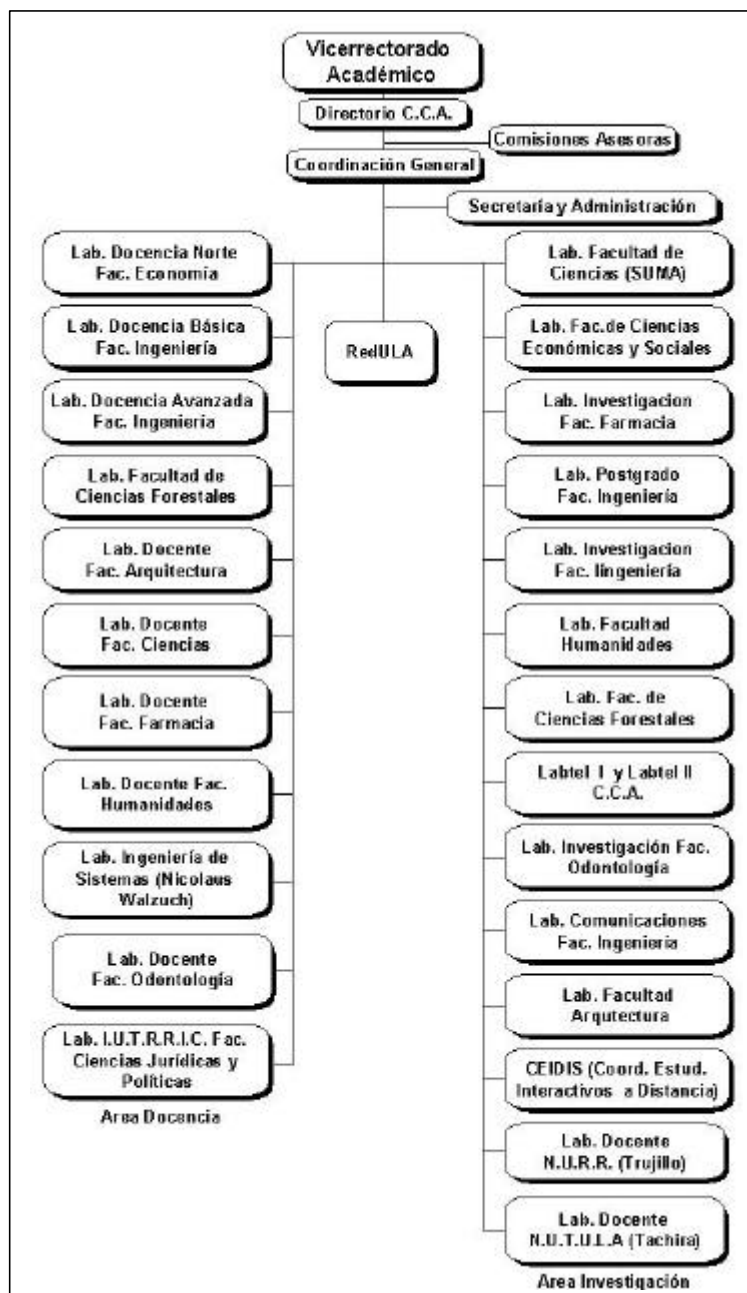 Vicerrectorado
Académico
Directorio C.C.A.
Comisiones Asesoras
Coordinación General
Secretaría y Administración
Lab. Docencia Norte
Fac. Economía
Lab. Docencia Básica
Fac. Ingeniería
Lab. Docencia Avanzada
Fac. Ingeniería
Lab. Facultad de
Ciencias Forestales
Lab. Docente
Fac. Arquitectura
Lab. Docente
Fac. Ciencias
Lab. Docente
Fac. Farmacia
Lab. Docente Fac.
Humanidades
Lab. Ingeniería de
Sistemas (Nicolaus
Walzuch)
Lab. Docente
Fac. Odontología
Lab. I.U.T.R.R.I.C. Fac.
Ciencias Jurídicas y
Políticas
Area Docencia
RedULA
Lab. Facultad de
Ciencias (SUMA)
Lab. Fac.de Ciencias
Económicas y Sociales
Lab. Investigacion
Fac. Farmacia
Lab. Postgrado
Fac. Ingeniería
Lab. Investigacion
Fac. Iingeniería
Lab. Facultad
Humanidades
Lab. Fac. de
Ciencias Forestales
Labtel I y Labtel II
C.C.A.
Lab. Investigación Fac.
Odontología
Lab. Comunicaciones
Fac. Ingeniería
Lab. Facultad
Arqutectura
CEIDIS (Coord. Estud.
Interactivos a Distancia)
Lab. Docente
N.U.R.R. (Trujillo)
Lab. Docente
N.U.T.U.L.A (Tachira)
Area Investigación